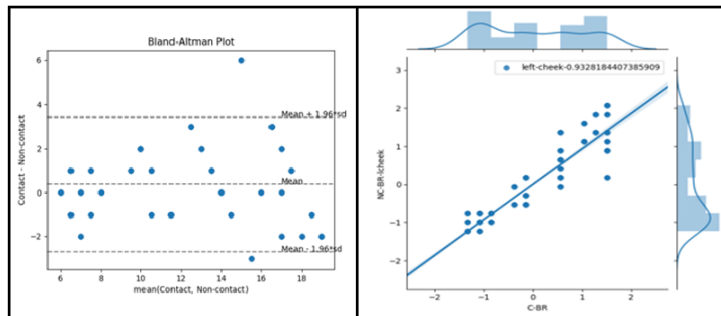 Bland-Altman Plot
6
4
2
0
−2
Contact - Non-contact
Mean + 1.96*sd
Mean
Mean - 1.96*sd
6 8 10 12 14 16 18
mean(Contact, Non-contact)
left-cheek-0.9328184407385909
3
2
1
0
−1
−2
NC-BR-lcheek
−2 −1 0 1 2
C-BR